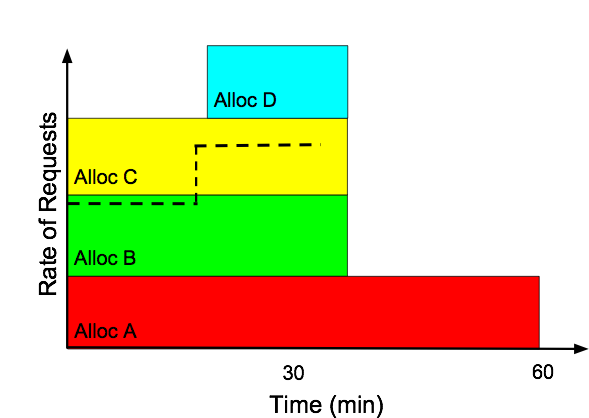 Alloc D
Alloc C
Alloc B
Alloc A
Rate of Requests
30
60
Time (min)